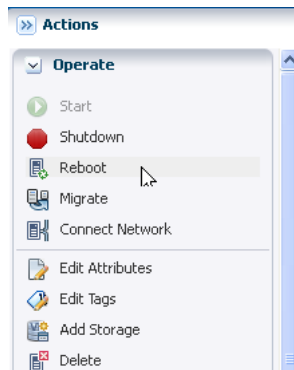 Actions
Operate
Start
Shutdown
Reboot
Migrate
Connect Network
Edit Attributes
Edit Tags
Add Storage
Delete